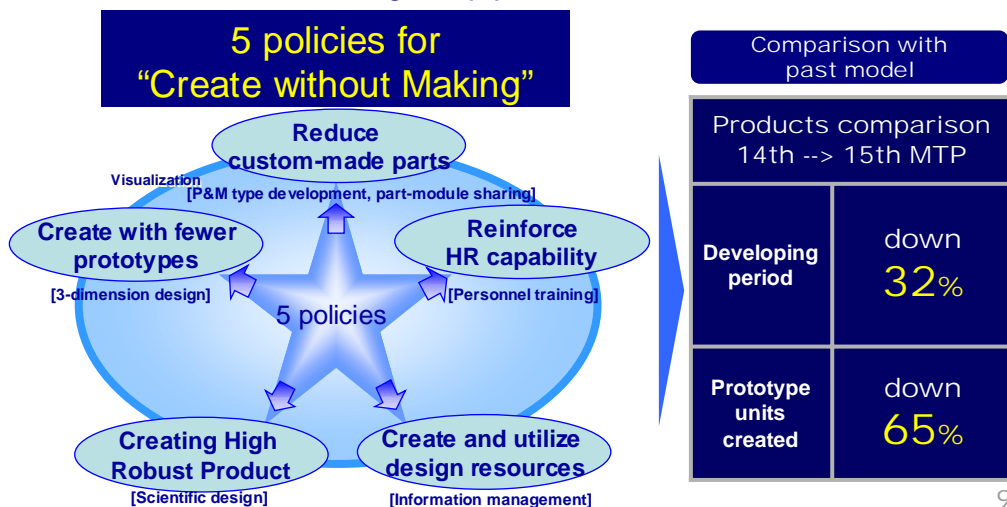 5 policies for
“Create without Making”
Reduce
custom-made parts
Visualization
[P&M type development, part-module sharing]
Create with fewer
prototypes
[3-dimension design]
Reinforce
HR capability
[Personnel training]
5 policies
Creating High
Robust Product
[Scientific design]
Create and utilize
design resources
[Information management]
Comparison with
past model
Products comparison
14th --> 15th MTP
Developing
period
down
32%
Prototype
units
created
down
65%
9